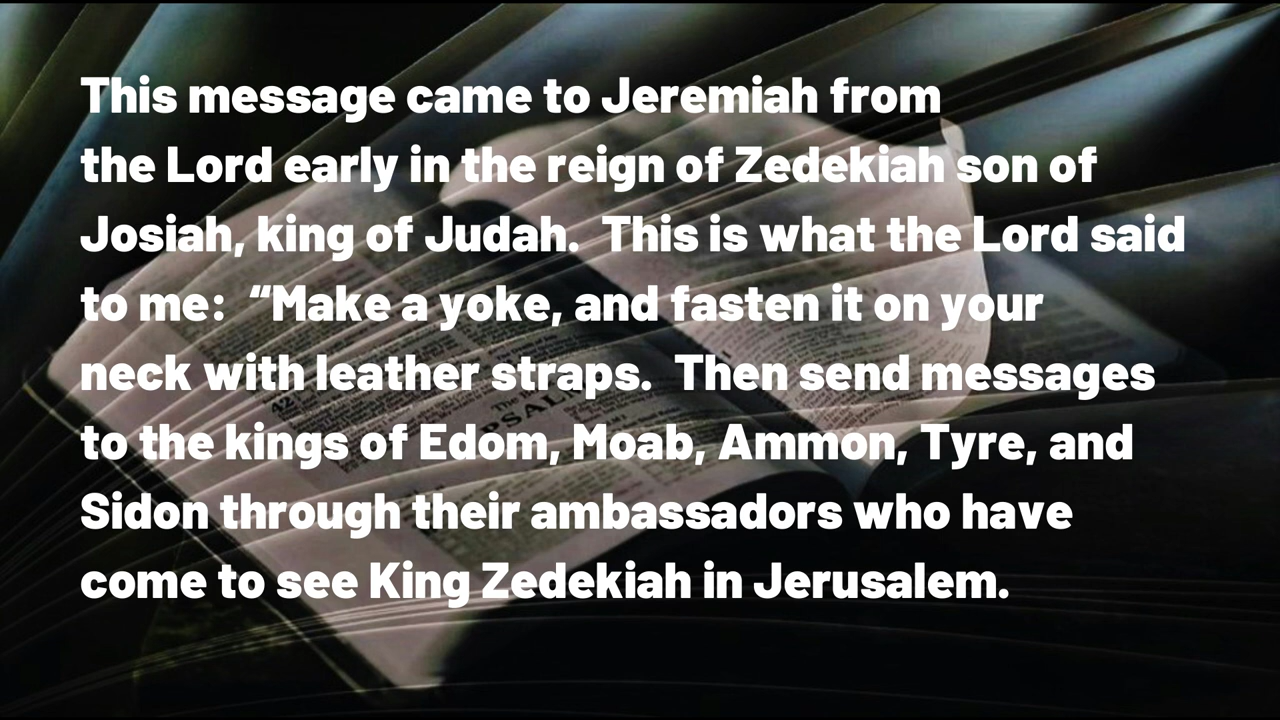 This message came to Jeremiah from
the Lord early in the reign of Zedekiah son of
Josiah, king of Judah.  This is what the Lord said
to me:  “Make a yoke, and fasten it on your
neck with leather straps.  Then send messages
to the kings of Edom, Moab, Ammon, Tyre, and
Sidon through their ambassadors who have
come to see King Zedekiah in Jerusalem.
42
PSAL